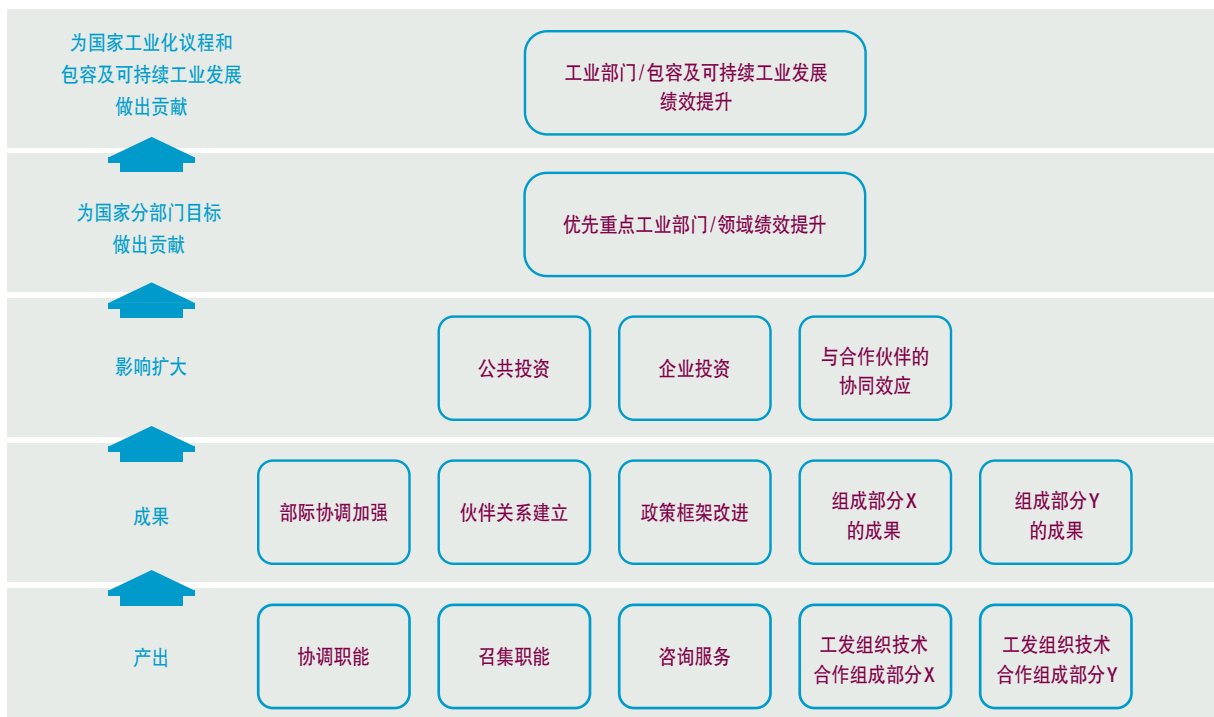 为国家工业化议程和
包容及可持续工业发展
做出贡献
工业部门/包容及可持续工业发展
绩效提升
为国家分部门目标
做出贡献
优先重点工业部门/领域绩效提升
影响扩大
公共投资
企业投资
与合作伙伴的
协同效应
成果
部际协调加强
伙伴关系建立
政策框架改进
组成部分X
的成果
组成部分Y
的成果
产出
协调职能
召集职能
咨询服务
工发组织技术
合作组成部分X
工发组织技术
合作组成部分Y